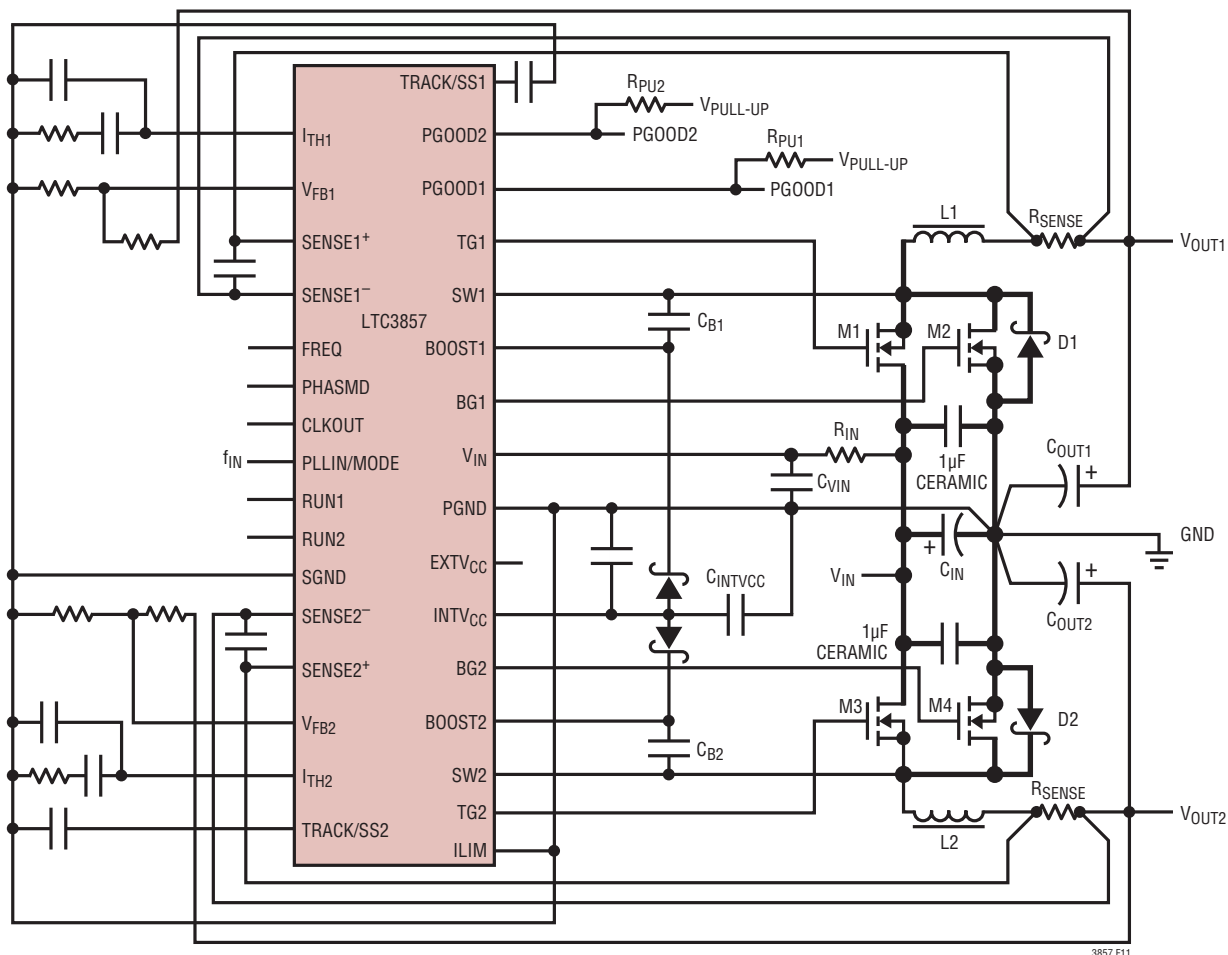 TRACK/SS1
RPU2
VPULL-UP
ITH1
PGOOD2
PGOOD2
RPU1
VPULL-UP
VFB1
PGOOD1
PGOOD1
L1
RSENSE
SENSE1+
TG1
VOUT1
SENSE1–
SW1
LTC3857
CB1
M1
M2
D1
FREQ
BOOST1
PHASMD
BG1
CLKOUT
RIN
fIN
PLLIN/MODE
VIN
1µF
CERAMIC
COUT1
+
CVIN
RUN1
PGND
RUN2
GND
EXTVCC
+
CIN
SGND
CINTVCC
VIN
+
SENSE2–
INTVCC
COUT2
1µF
CERAMIC
SENSE2+
BG2
M3
M4
D2
VFB2
BOOST2
CB2
ITH2
SW2
RSENSE
TG2
VOUT2
TRACK/SS2
L2
ILIM
3857 F11